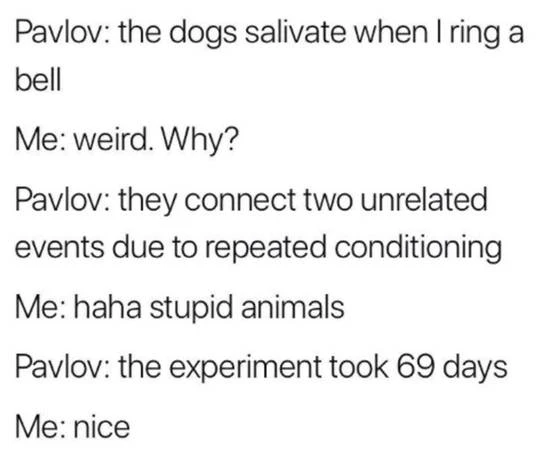 Pavlov: the dogs salivate when I ring a
bell
Me: weird. Why?
Pavlov: they connect two unrelated
events due to repeated conditioning
Me: haha stupid animals
Pavlov: the experiment took 69 days
Me: nice